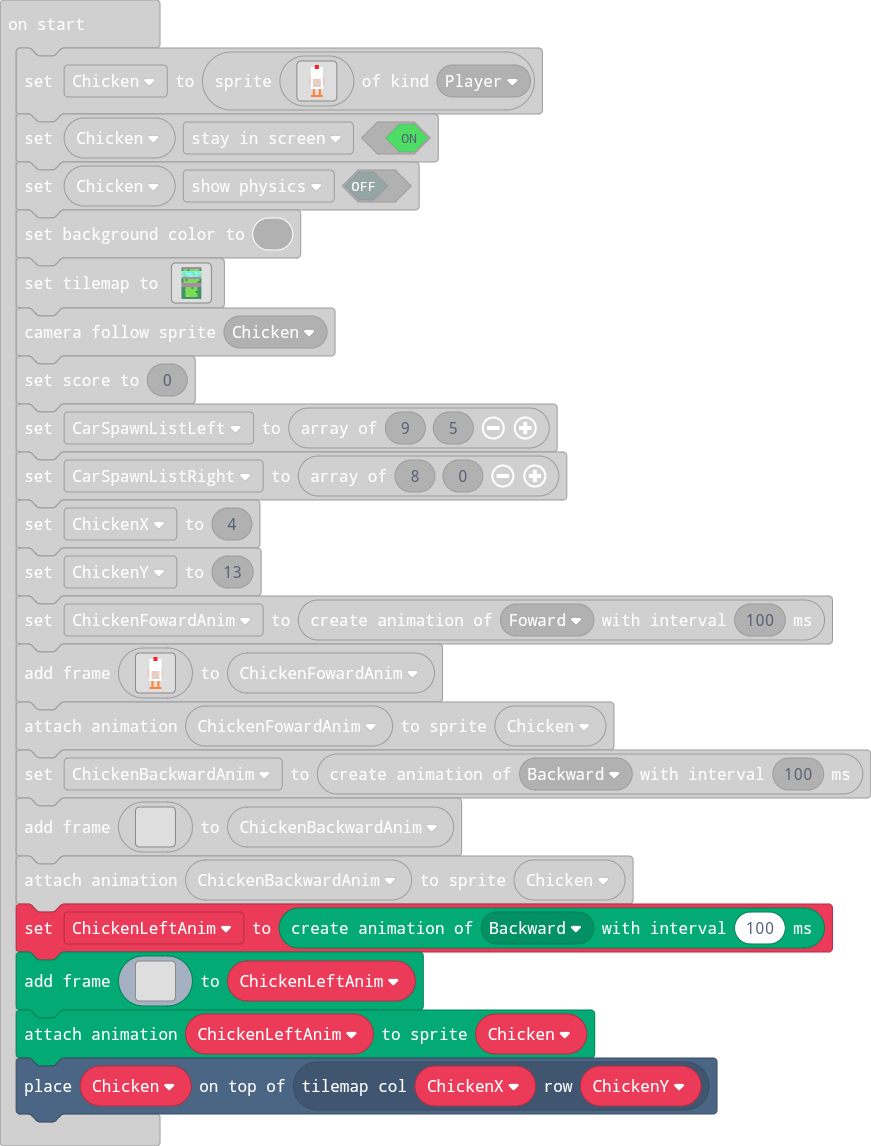 on start
set Chicken to sprite of kind Player
set Chicken stay in screen ON
set Chicken show physics OFF
set background color to
set tilemap to
camera follow sprite Chicken
set score to 0
set CarSpawnListLeft to array of 9 5
set CarSpawnListRight to array of 8 0
set ChickenX to 4
set ChickenY to 13
set ChickenFowardAnim to create animation of Foward with interval 100 ms
add frame to ChickenFowardAnim
attach animation ChickenFowardAnim to sprite Chicken
set ChickenBackwardAnim to create animation of Backward with interval 100 ms
add frame to ChickenBackwardAnim
attach animation ChickenBackwardAnim to sprite Chicken
set ChickenLeftAnim to create animation of Backward with interval 100 ms
add frame to ChickenLeftAnim
attach animation ChickenLeftAnim to sprite Chicken
place Chicken on top of tilemap col ChickenX row ChickenY